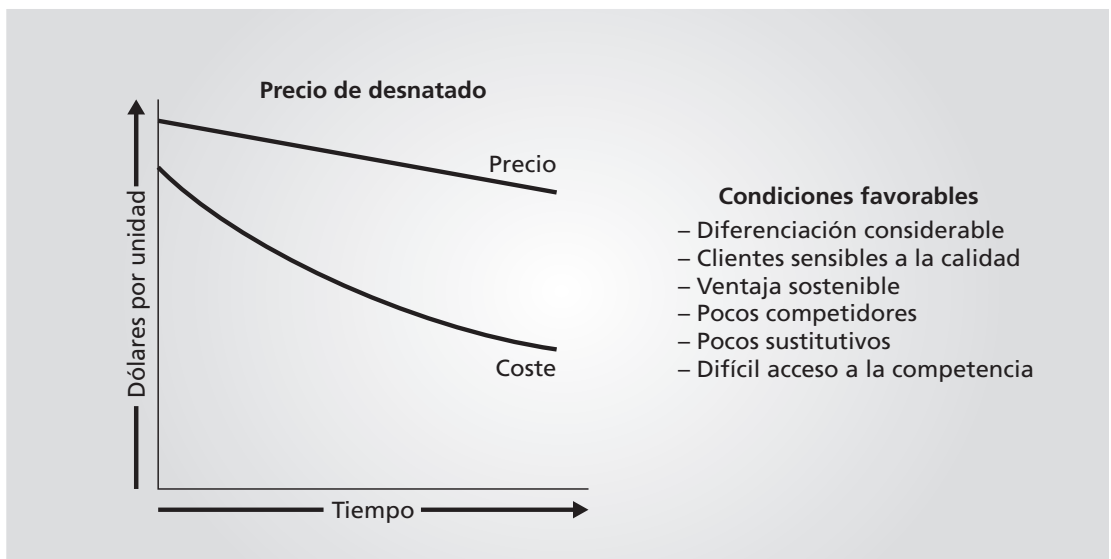 Precio de desnatado
Dólares por unidad
Precio
Coste
Tiempo
Condiciones favorables
– Diferenciación considerable
– Clientes sensibles a la calidad
– Ventaja sostenible
– Pocos competidores
– Pocos sustitutivos
– Difícil acceso a la competencia